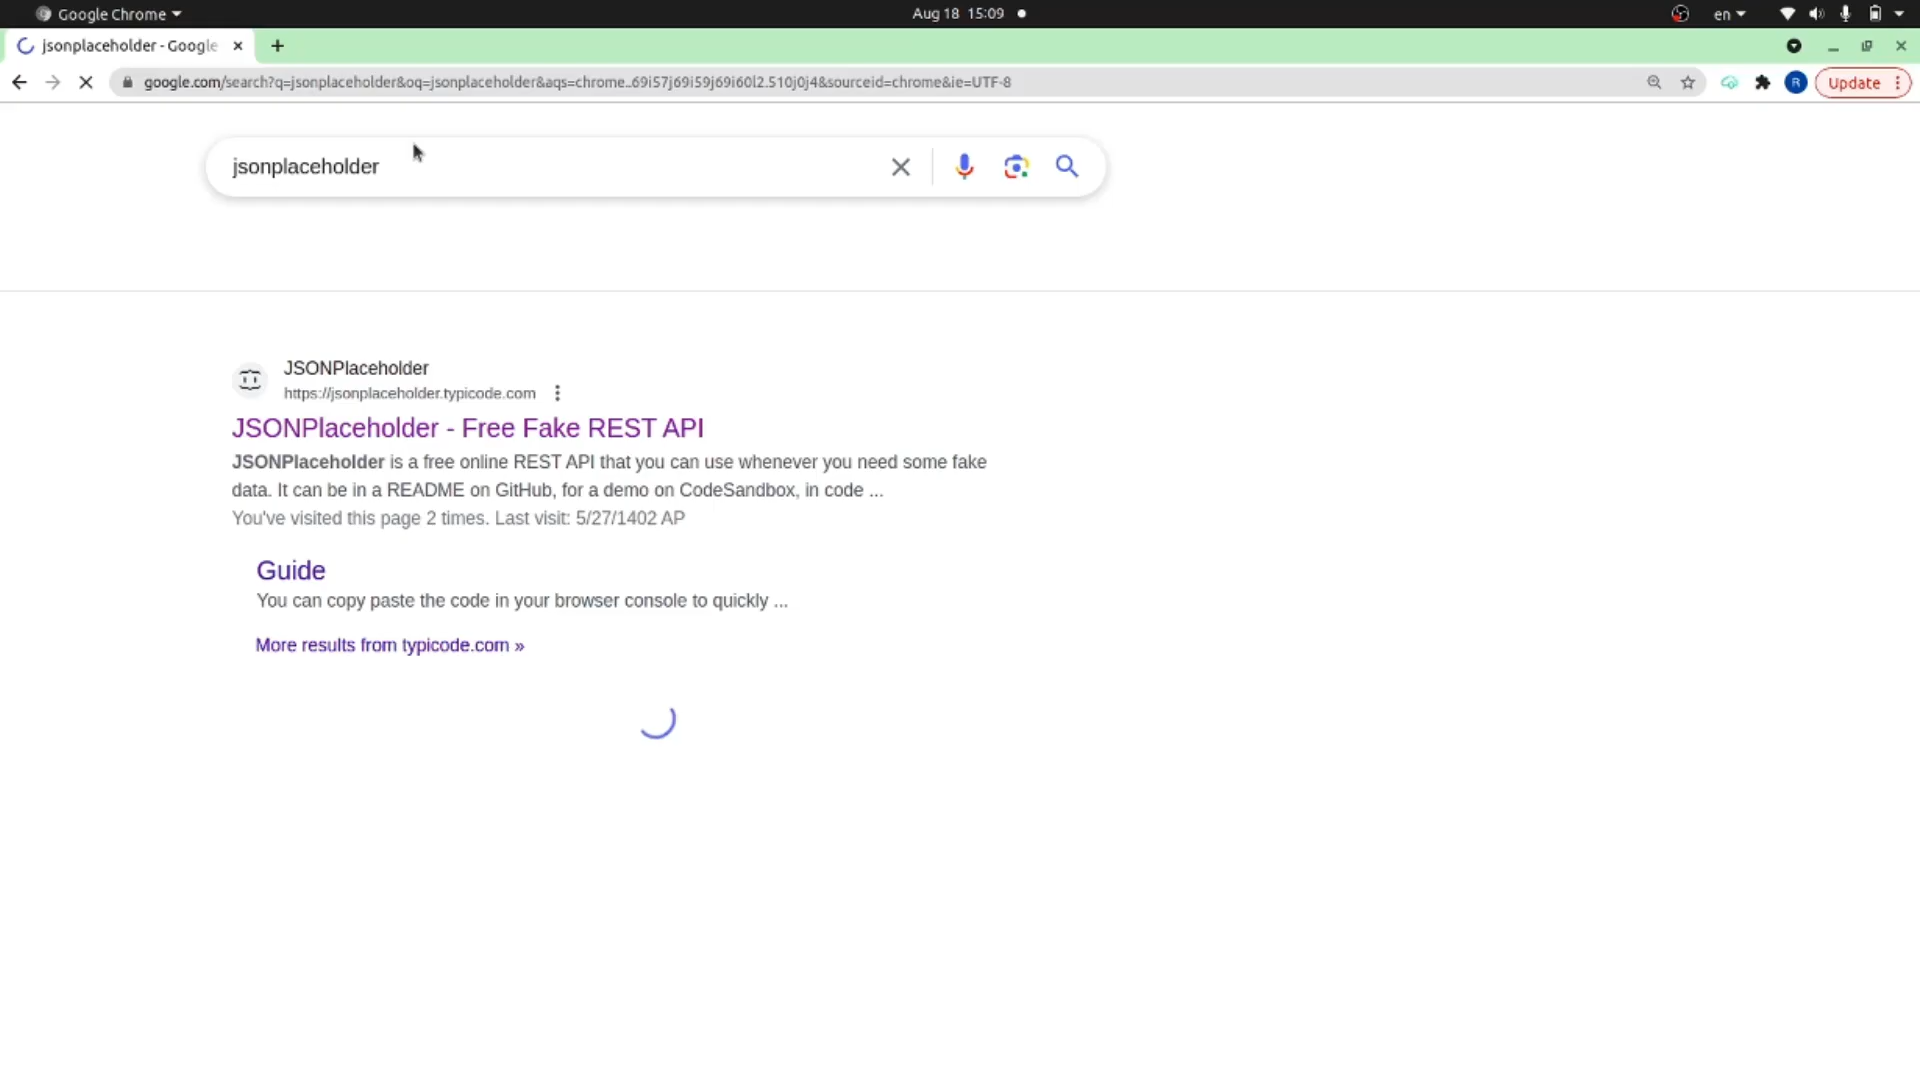 Google Chrome
Aug 18 15:09
en
jsonplaceholder - Google
google.com/search?q=jsonplaceholder&oq=jsonplaceholder&aqs=chrome..69i57j69i59j69i60l2.510j0j4&sourceid=chrome&ie=UTF-8
R
Update
jsonplaceholder
JSONPlaceholder
https://jsonplaceholder.typicode.com
JSONPlaceholder - Free Fake REST API
JSONPlaceholder is a free online REST API that you can use whenever you need some fake
data. It can be in a README on GitHub, for a demo on CodeSandbox, in code ...
You've visited this page 2 times. Last visit: 5/27/1402 AP
Guide
You can copy paste the code in your browser console to quickly ...
More results from typicode.com »